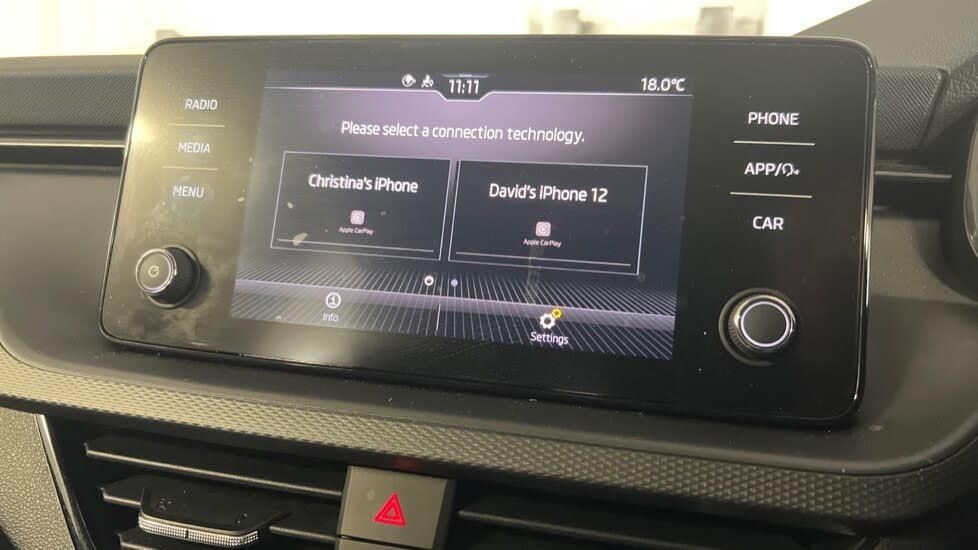 11:11
18.0°C
RADIO
MEDIA
MENU
Please select a connection technology.
Christina's iPhone
Apple CarPlay
David's iPhone 12
Apple CarPlay
Info
Settings
PHONE
APP/
CAR